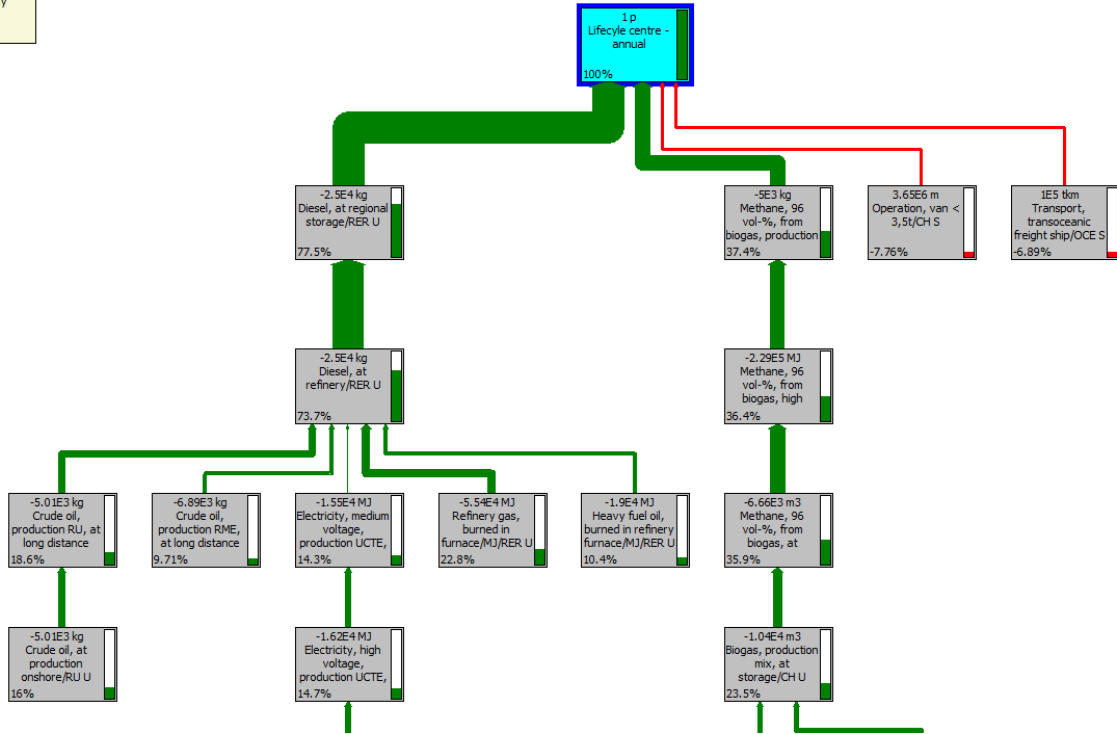 y
1 p
Lifecyle centre -
annual
100%
-2.5E4 kg
Diesel, at regional
storage/RER U
77.5%
-5E3 kg
Methane, 96
vol-%, from
biogas, production
37.4%
3.65E6 m
Operation, van <
3,5t/CH S
-7.76%
1E5 tkm
Transport,
transoceanic
freight ship/OCE S
-6.89%
-2.5E4 kg
Diesel, at
refinery/RER U
73.7%
-2.29E5 MJ
Methane, 96
vol-%, from
biogas, high
36.4%
-5.01E3 kg
Crude oil,
production RU, at
long distance
18.6%
-6.89E3 kg
Crude oil,
production RME,
at long distance
9.71%
-1.55E4 MJ
Electricity, medium
voltage,
production UCTE,
14.3%
-5.54E4 MJ
Refinery gas,
burned in
furnace/MJ/RER U
22.8%
-1.9E4 MJ
Heavy fuel oil,
burned in refinery
furnace/MJ/RER U
10.4%
-6.66E3 m3
Methane, 96
vol-%, from
biogas, at
35.9%
-5.01E3 kg
Crude oil, at
production
onshore/RU U
16%
-1.62E4 MJ
Electricity, high
voltage,
production UCTE,
14.7%
-1.04E4 m3
Biogas, production
mix, at
storage/CH U
23.5%